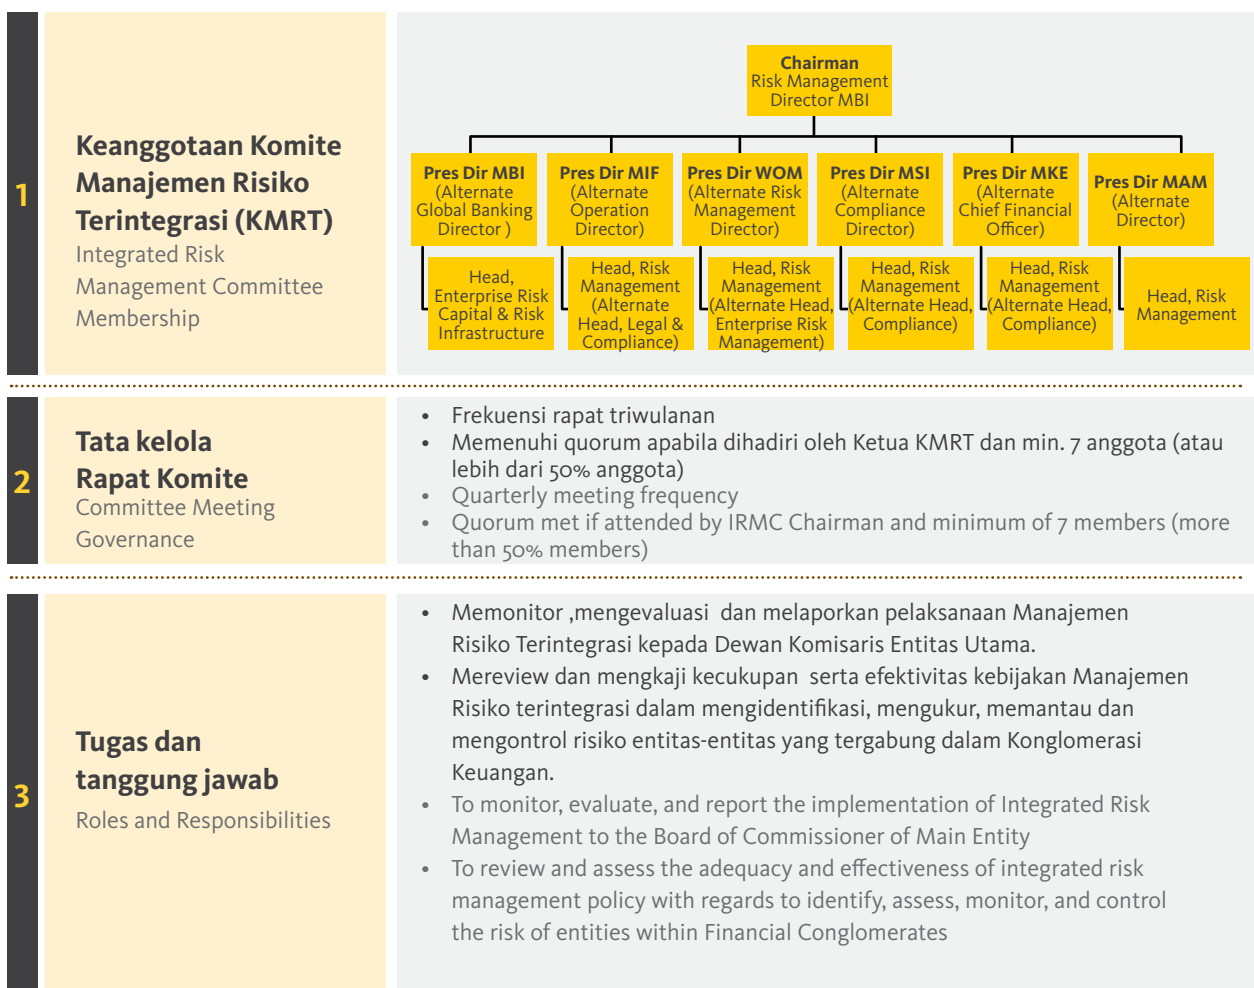 1
Keanggotaan Komite
Manajemen Risiko
Terintegrasi (KMRT)
Integrated Risk
Management Committee
Membership
Chairman
Risk Management
Director MBI
Pres Dir MBI
(Alternate
Global Banking
Director )
Pres Dir MIF
(Alternate
Operation
Director)
Pres Dir WOM
(Alternate Risk
Management
Director)
Pres Dir MSI
(Alternate
Compliance
Director)
Pres Dir MKE
(Alternate
Chief Financial
Officer)
Pres Dir MAM
(Alternate
Director)
Head,
Enterprise Risk
Capital & Risk
Infrastructure
Head, Risk
Management
(Alternate
Head, Legal &
Compliance)
Head, Risk
Management
(Alternate Head,
Enterprise Risk
Management)
Head, Risk
Management
(Alternate Head,
Compliance)
Head, Risk
Management
(Alternate Head,
Compliance)
Head, Risk
Management
2
Tata kelola
Rapat Komite
Committee Meeting
Governance
• Frekuensi rapat triwulanan
• Memenuhi quorum apabila dihadiri oleh Ketua KMRT dan min. 7 anggota (atau
lebih dari 50% anggota)
• Quarterly meeting frequency
• Quorum met if attended by IRMC Chairman and minimum of 7 members (more
than 50% members)
3
Tugas dan
tanggung jawab
Roles and Responsibilities
• Memonitor ,mengevaluasi  dan melaporkan pelaksanaan Manajemen
Risiko Terintegrasi kepada Dewan Komisaris Entitas Utama.
• Mereview dan mengkaji kecukupan  serta efektivitas kebijakan Manajemen
Risiko terintegrasi dalam mengidentifikasi, mengukur, memantau dan
mengontrol risiko entitas-entitas yang tergabung dalam Konglomerasi
Keuangan.
• To monitor, evaluate, and report the implementation of Integrated Risk
Management to the Board of Commissioner of Main Entity
• To review and assess the adequacy and effectiveness of integrated risk
management policy with regards to identify, assess, monitor, and control
the risk of entities within Financial Conglomerates